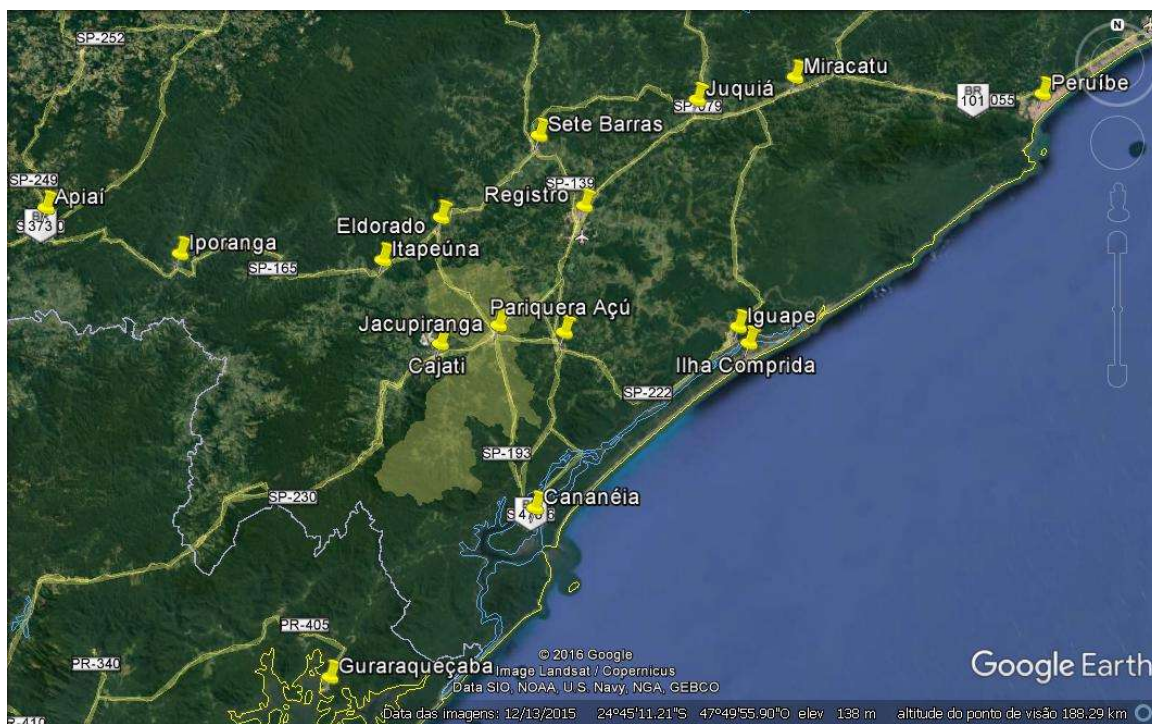 N
SP-252
Miracatu
Juquiá
SP-079
BR
101 055
Peruíbe
Sete Barras
SP-249
Apiaí
373
Registro
SP-139
Eldorado
Iporanga
Itapeúna
SP-165
Pariquera Açú
Jacupiranga
Iguape
Cajati
Ilha Comprida
SP-222
SP-193
SP-230
Cananéia
PR-405
PR-340
Guraraqueçaba
© 2016 Google
Image Landsat / Copernicus
Data SIO, NOAA, U.S. Navy, NGA, GEBCO
Google Earth
Data das imagens: 12/13/2015 24°45'11.21"S 47°49'55.90"O elev 138 m altitude do ponto de visão 188.29 km